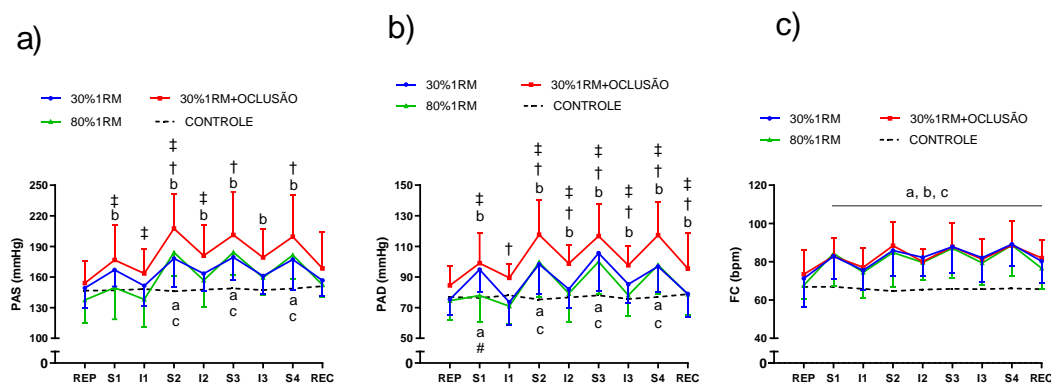 a)
30%1RM
30%1RM+OCLUSÃO
80%1RM
CONTROLE
‡ ‡ b
‡
‡ † b
‡ b
† b
b
† b
a c
a c
a c
PAS (mmHg)
250
220
190
160
130
100
0
REP S1 I1 S2 I2 S3 I3 S4 REC
b)
30%1RM
30%1RM+OCLUSÃO
80%1RM
CONTROLE
‡ b
†
‡ † b
‡ † b
‡ † b
‡ † b
‡ † b
‡ † b
a #
a c
a c
a c
PAD (mmHg)
150
130
110
90
70
50
0
REP S1 I1 S2 I2 S3 I3 S4 REC
c)
30%1RM
30%1RM+OCLUSÃO
80%1RM
CONTROLE
a, b, c
FC (bpm)
120
100
80
60
40
0
REP S1 I1 S2 I2 S3 I3 S4 REC